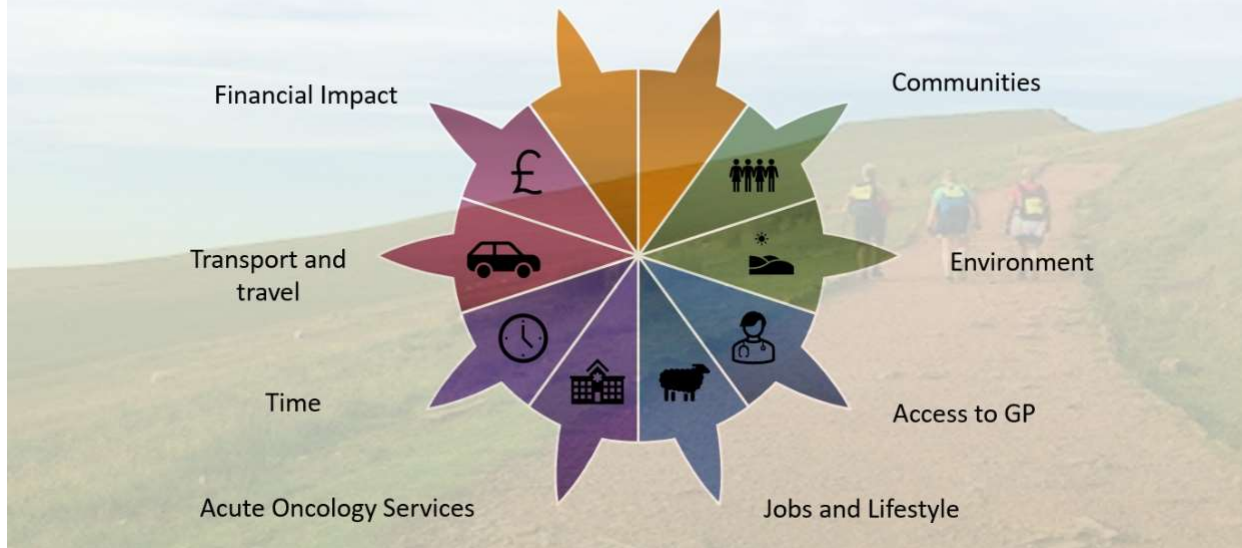 Financial Impact
Communities
£
Transport and
travel
Environment
Time
Access to GP
Acute Oncology Services
Jobs and Lifestyle